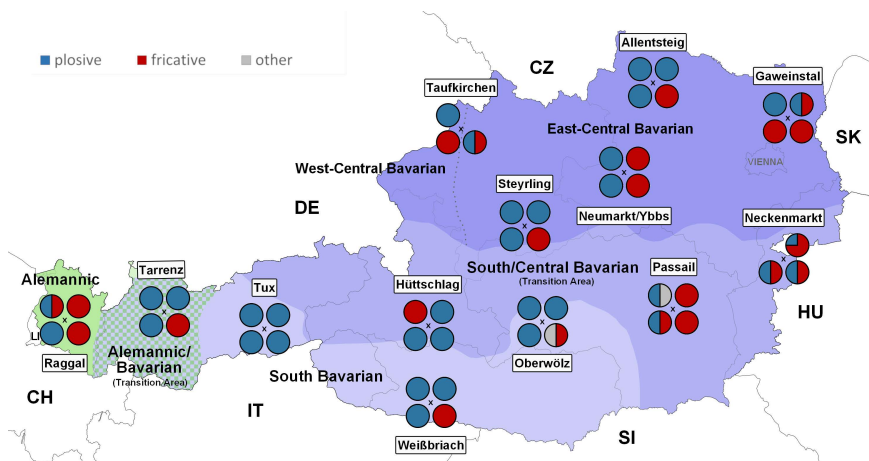 plosive fricative other
CZ
Allentsteig
Gaweinstal
Taufkirchen
x
x
x
East-Central Bavarian
SK
West-Central Bavarian
VIENNA
x
Steyrling
DE
x
Neumarkt/Ybbs
Neckenmarkt
x
Tarrenz
South/Central Bavarian
(Transition Area)
Passail
Alemannic
Tux
Hüttschlag
x
x
x
x
x
x
LI
HU
Raggal
Alemannic/
Bavarian
(Transition Area)
Oberwölz
South Bavarian
CH
x
IT
SI
Weißbriach